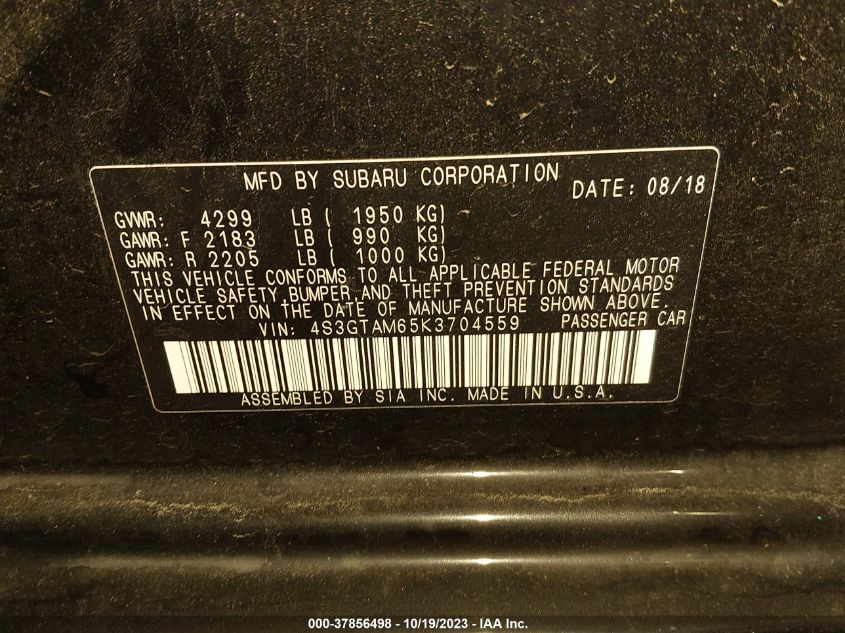 MFD BY SUBARU CORPORATION DATE: 08/18
GVWR: 4299 LB ( 1950 KG)
GAWR: F 2183 LB ( 990 KG)
GAWR: R 2205 LB ( 1000 KG)
THIS VEHICLE CONFORMS TO ALL APPLICABLE FEDERAL MOTOR
VEHICLE SAFETY,BUMPER,AND THEFT PREVENTION STANDARDS
IN EFFECT ON THE DATE OF MANUFACTURE SHOWN ABOVE.
VIN: 4S3GTAM65K3704559 PASSENGER CAR
ASSEMBLED BY SIA INC. MADE IN U.S.A.
000-37856498 - 10/19/2023 - IAA Inc.